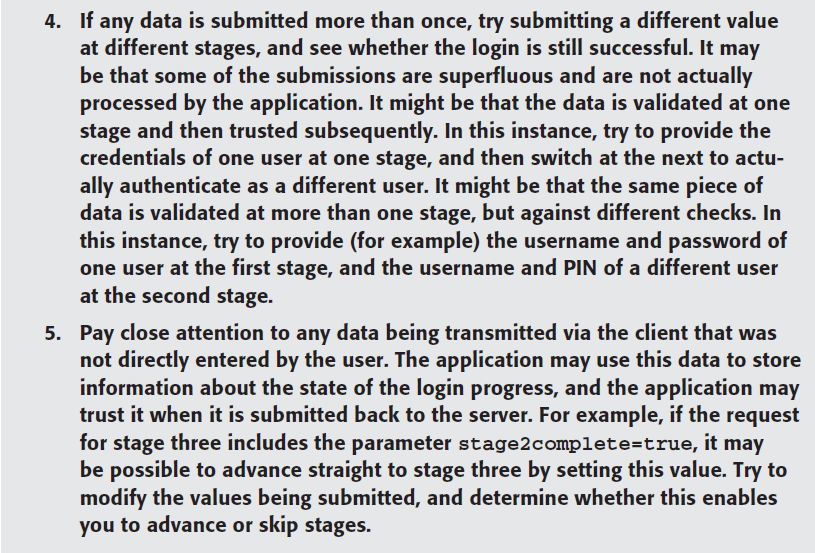 4. If any data is submitted more than once, try submitting a different value
at different stages, and see whether the login is still successful. It may
be that some of the submissions are superfluous and are not actually
processed by the application. It might be that the data is validated at one
stage and then trusted subsequently. In this instance, try to provide the
credentials of one user at one stage, and then switch at the next to actu-
ally authenticate as a different user. It might be that the same piece of
data is validated at more than one stage, but against different checks. In
this instance, try to provide (for example) the username and password of
one user at the first stage, and the username and PIN of a different user
at the second stage.
5. Pay close attention to any data being transmitted via the client that was
not directly entered by the user. The application may use this data to store
information about the state of the login progress, and the application may
trust it when it is submitted back to the server. For example, if the request
for stage three includes the parameter stage2complete=true, it may
be possible to advance straight to stage three by setting this value. Try to
modify the values being submitted, and determine whether this enables
you to advance or skip stages.